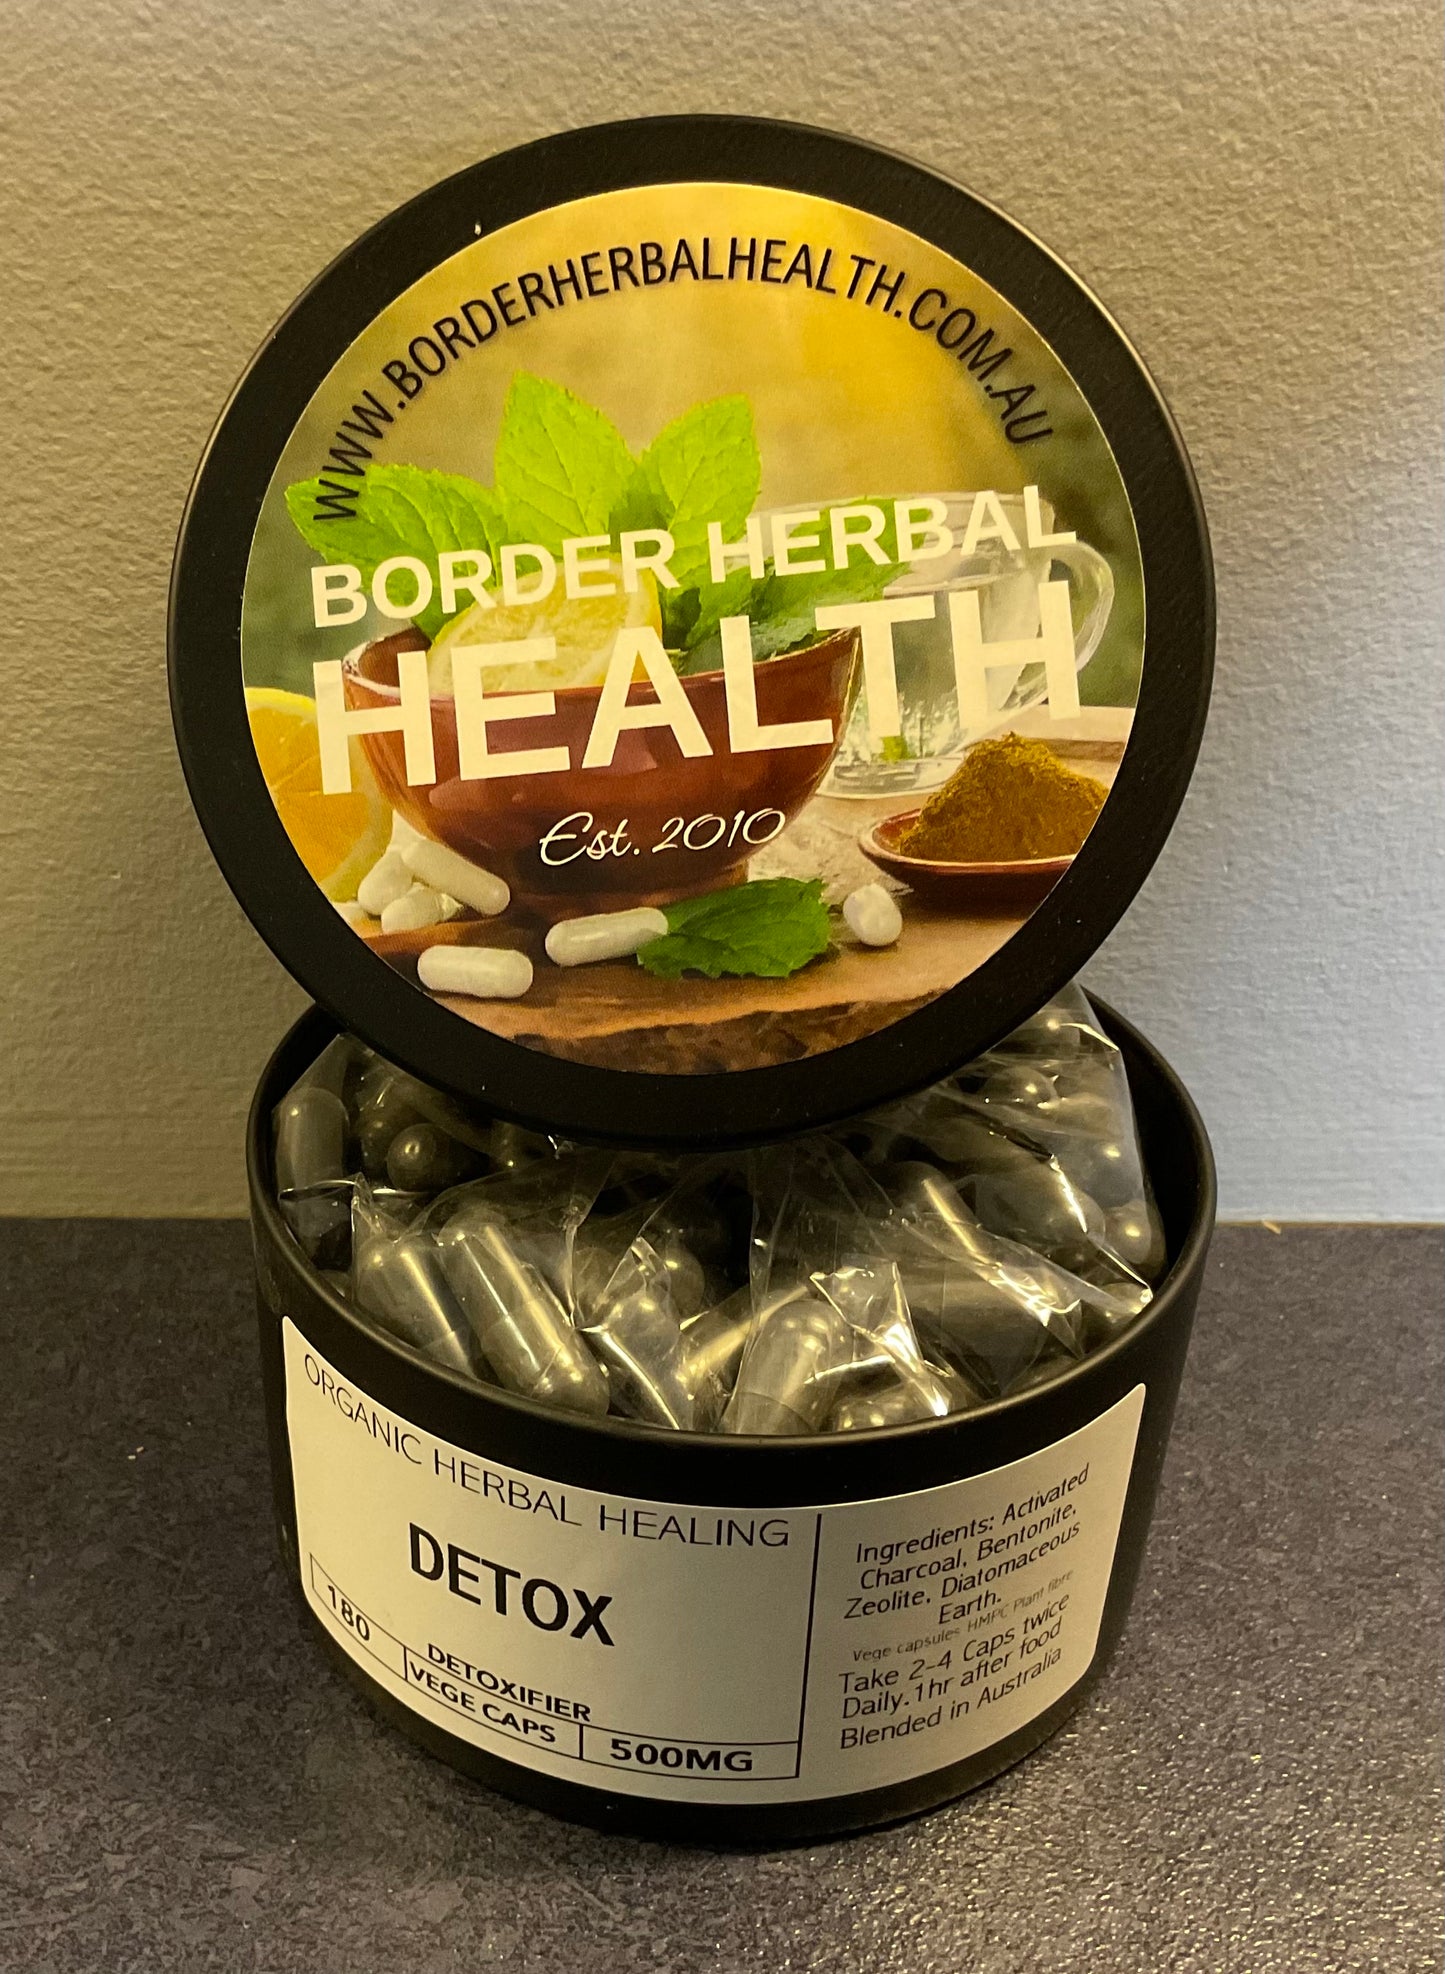 WWW.BORDERHERBALHEALTH.COM.AU
BORDER HERBAL
HEALTH
Est. 2010
ORGANIC HERBAL HEALING
DETOX
DETOXIFIER
180
VEGE CAPS
500MG
Ingredients: Activated
Charcoal, Bentonite,
Zeolite, Diatomaceous
Earth.
Vege capsules HMPC Plant fibre
Take 2-4 Caps twice
Daily. 1hr after food
Blended in Australia